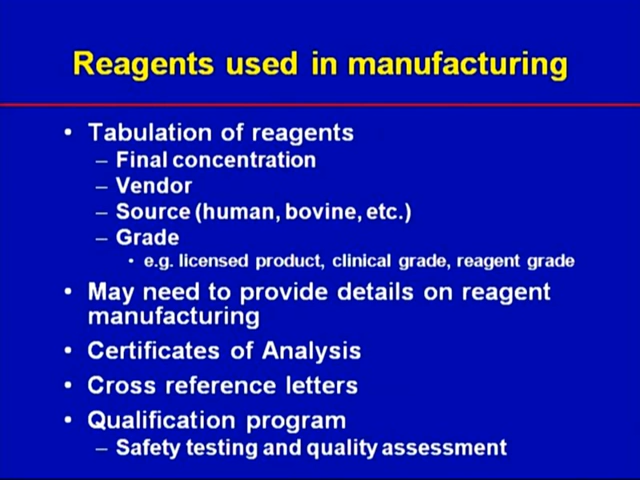 Reagents used in manufacturing
• Tabulation of reagents
– Final concentration
– Vendor
– Source (human, bovine, etc.)
– Grade
• e.g. licensed product, clinical grade, reagent grade
• May need to provide details on reagent
manufacturing
• Certificates of Analysis
• Cross reference letters
• Qualification program
– Safety testing and quality assessment